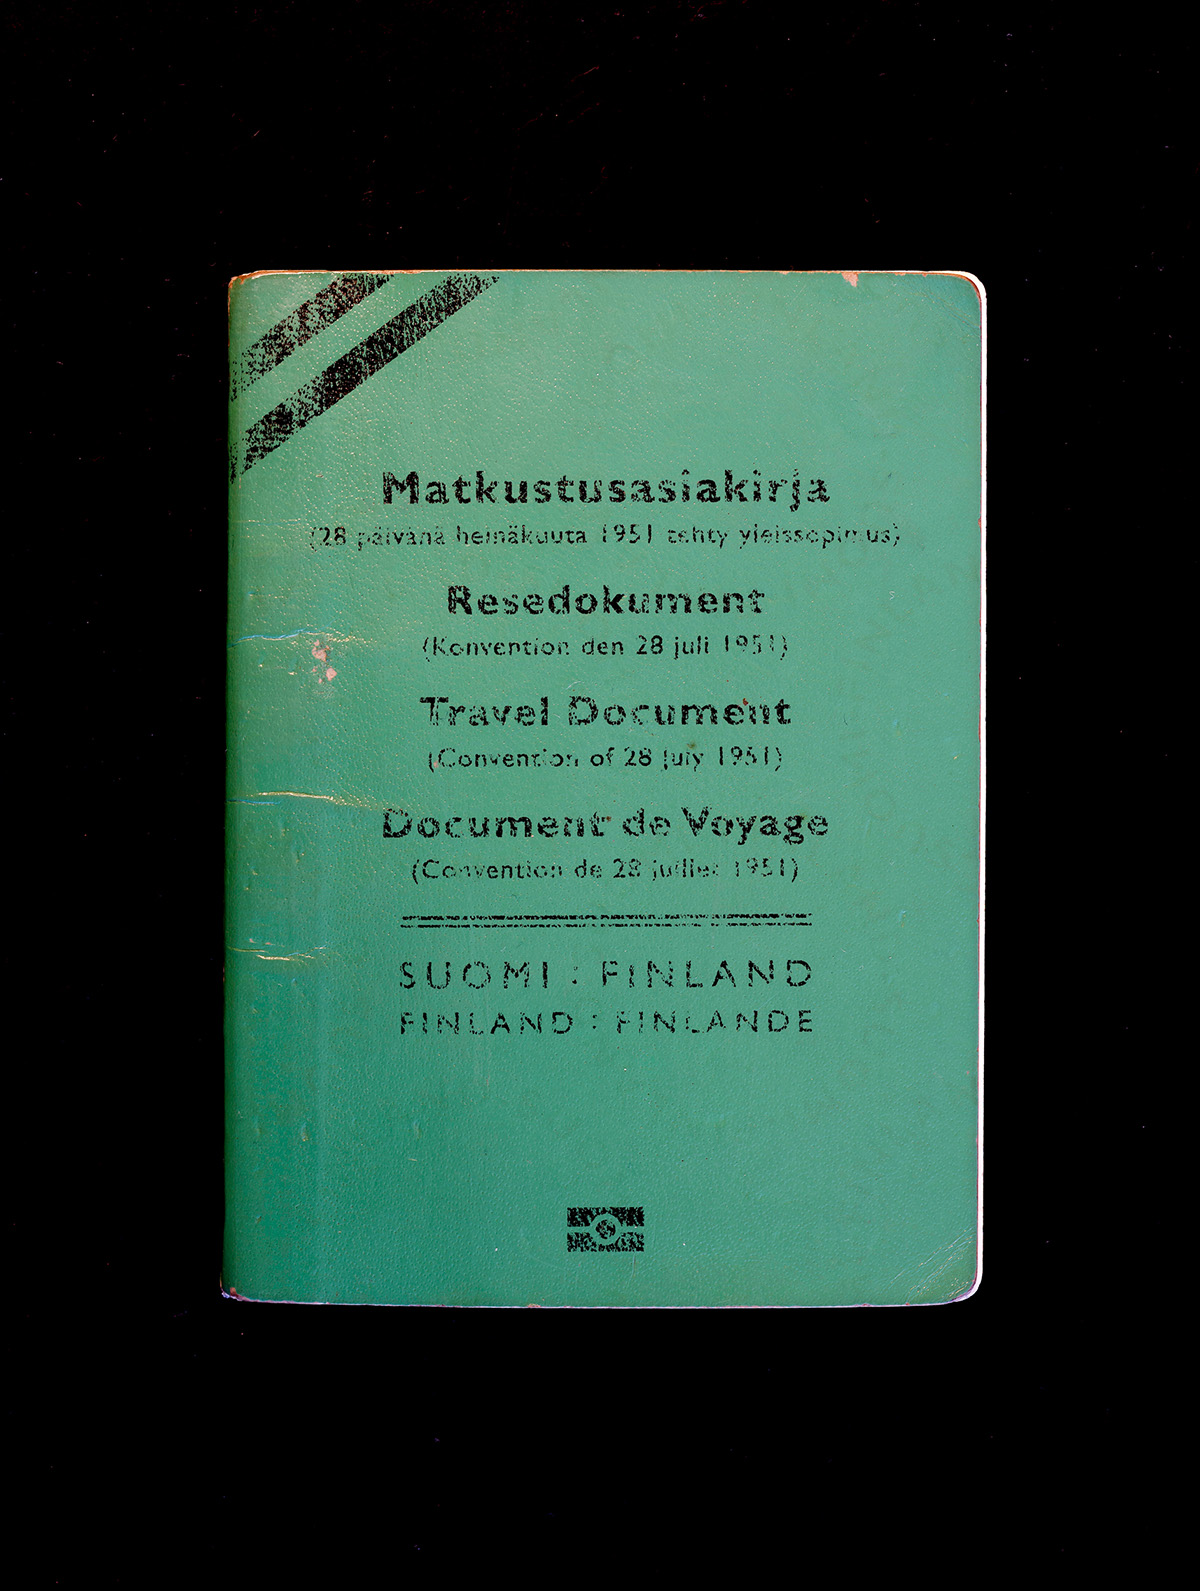 Matkustusasiakirja
(28 päivänä heinäkuuta 1951 tehty yleissopimus)
Resedokument
(Konvention den 28 juli 1951)
Travel Document
(Convention of 28 July 1951)
Document de Voyage
(Convention de 28 juillet 1951)
SUOMI : FINLAND
FINLAND : FINLANDE